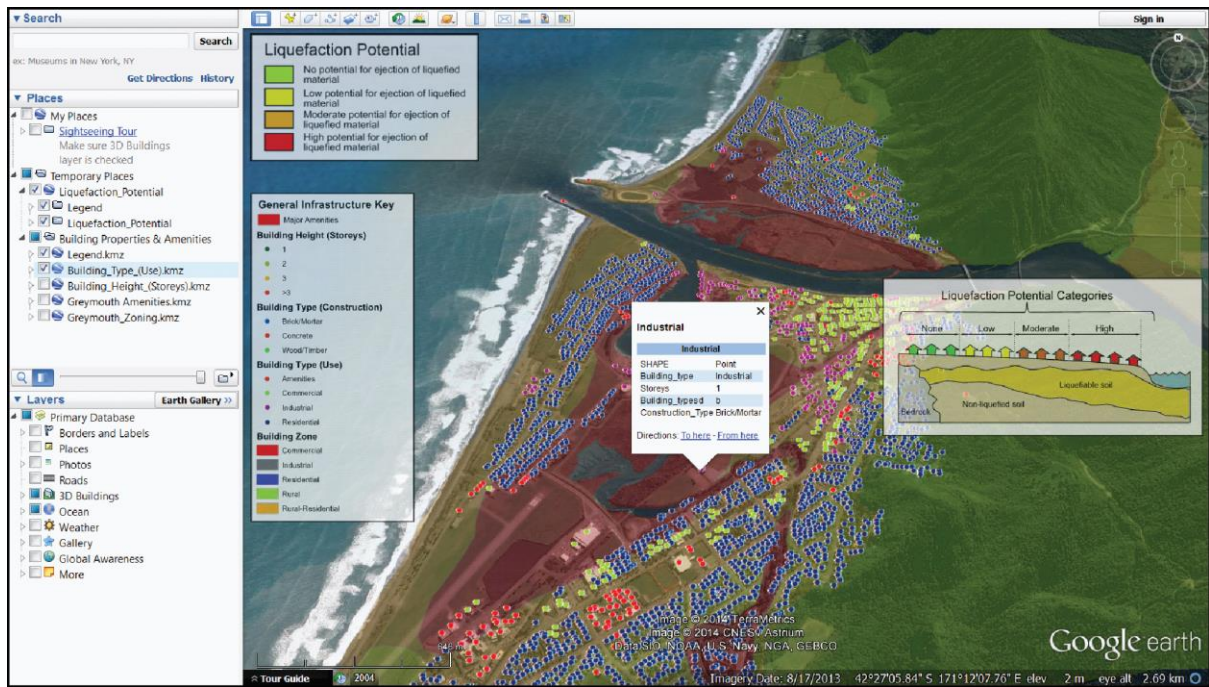 Search
Search
ex: Museums in New York, NY
Get Directions History
Places
My Places
Sightseeing Tour
Make sure 3D Buildings
layer is checked
Temporary Places
Liquefaction_Potential
Legend
Liquefaction_Potential
Building Properties & Amenities
Legend.kmz
Building_Type_(Use).kmz
Building_Height_(Storeys).kmz
Greymouth Amenities.kmz
Greymouth_Zoning.kmz
Layers
Earth Gallery >>
Primary Database
Borders and Labels
Places
Photos
Roads
3D Buildings
Ocean
Weather
Gallery
Global Awareness
More
Sign in
Liquefaction Potential
No potential for ejection of liquefied
material
Low potential for ejection of liquefied
material
Moderate potential for ejection of
liquefied material
High potential for ejection of
liquefied material
General Infrastructure Key
Major Amenities
Building Height (Storeys)
1
2
3
>3
Building Type (Construction)
Brick/Mortar
Concrete
Wood/Timber
Building Type (Use)
Amenities
Commercial
Industrial
Residential
Building Zone
Commercial
Industrial
Residential
Rural
Rural-Residential
Industrial
Industrial
SHAPE Point
Building_type Industrial
Storeys 1
Building_typesd b
Construction_Type Brick/Mortar
Directions: To here - From here
Liquefaction Potential Categories
None Low Moderate High
Liquefiable soil
Non-liquefied soil
Bedrock
Image © 2014 TerraMetrics
Image © 2014 CNES / Astrium
Data SIO, NOAA, U.S. Navy, NGA, GEBCO
Google earth
Tour Guide
2004
Imagery Date: 8/17/2013 42°27'05.84" S 171°12'07.76" E elev 2 m eye alt 2.69 km